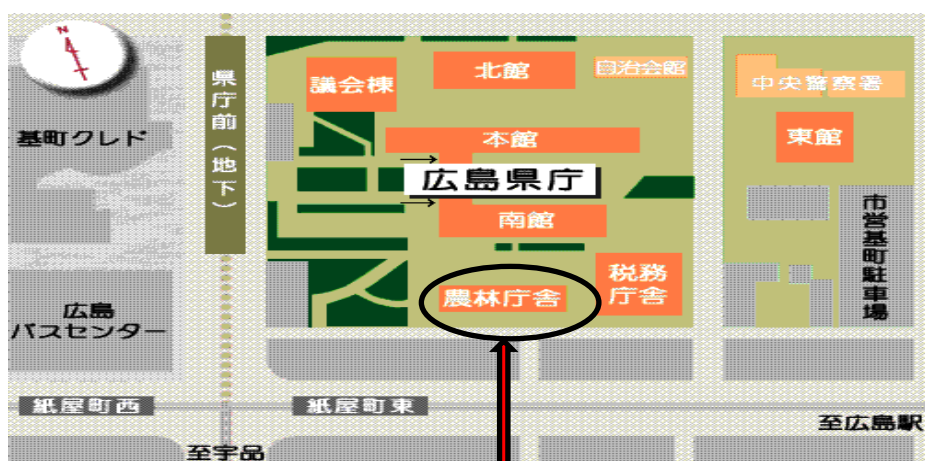 N
県庁前（地下）
議会棟
北館
自治会館
中央警察署
基町クレド
本館
東館
広島県庁
南館
市営基町駐車場
税務
庁舎
農林庁舎
広島
バスセンター
紙屋町西
紙屋町東
至広島駅
至宇品